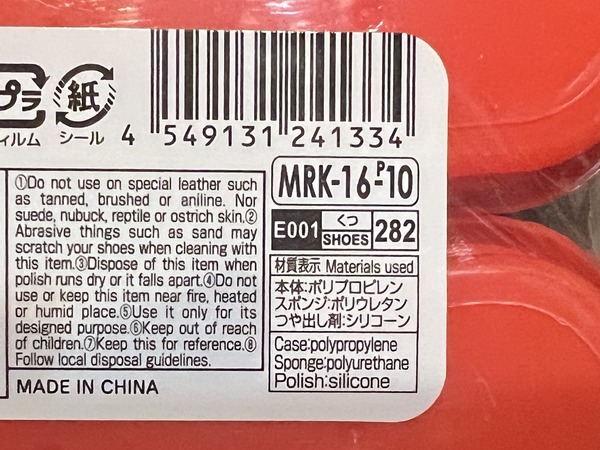 プラ
紙
ィルム
シール
4 549131 241334
①Do not use on special leather such
as tanned, brushed or aniline. Nor
suede, nubuck, reptile or ostrich skin.②
Abrasive things such as sand may
scratch your shoes when cleaning with
this item.③Dispose of this item when
polish runs dry or it falls apart.④Do not
use or keep this item near fire, heated
or humid place.⑤Use it only for its
designed purpose.⑥Keep out of reach
of children.⑦Keep this for reference.⑧
Follow local disposal guidelines.
MADE IN CHINA
MRK-16-P10
E001 くつ SHOES 282
材質表示 Materials used
本体:ポリプロピレン
スポンジ:ポリウレタン
つや出し剤:シリコーン
Case:polypropylene
Sponge:polyurethane
Polish:silicone